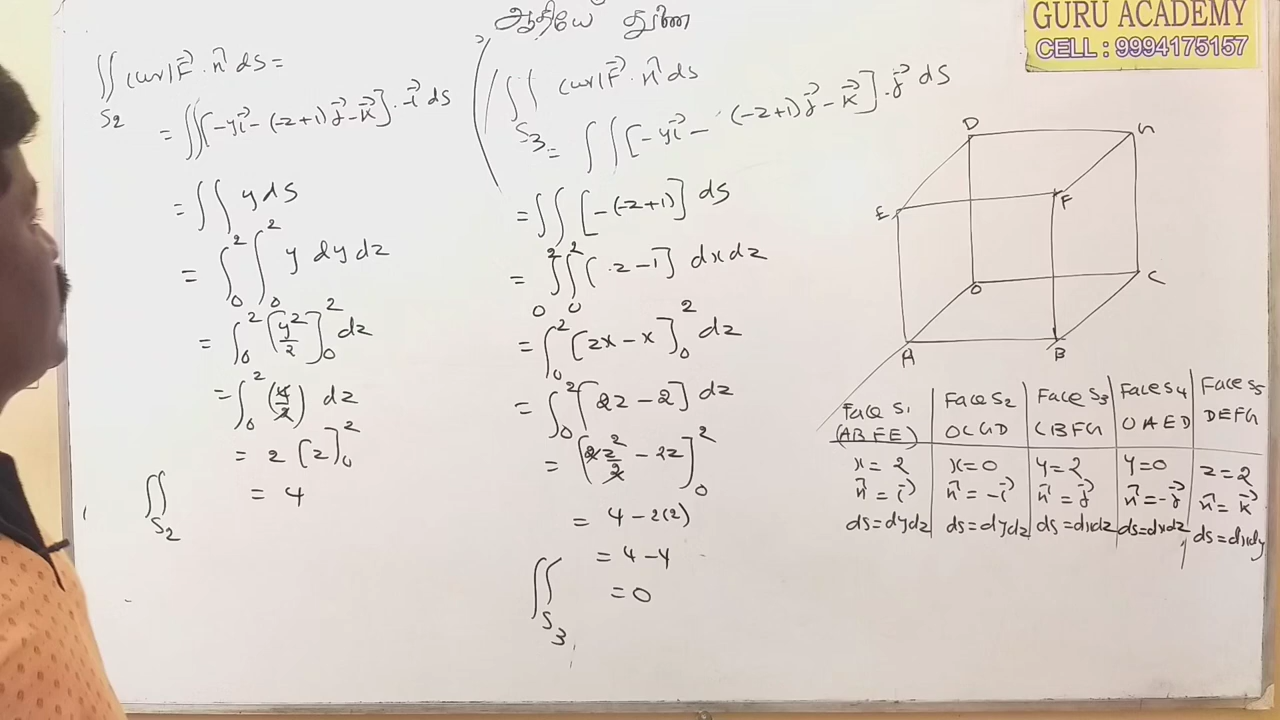 ஆதியே துணை
GURU ACADEMY
CELL : 9994175157
∬ curl F⃗ . n⃗ ds =
S₂
= ∬ [-yi⃗ - (-z+1) j⃗ - k⃗] . -i⃗ ds
= ∬ y ds
= ∫₀² ∫₀² y dy dz
= ∫₀² [y²/2]₀² dz
= ∫₀² (4/2) dz
= 2 [z]₀²
∬ = 4
S₂
∬ curl F⃗ . n⃗ ds
S₃
= ∬ [-yi⃗ - (-z+1) j⃗ - k⃗] . j⃗ ds
= ∬ [-(-z+1)] ds
= ∫₀² ∫₀² [z-1] dx dz
= ∫₀² [zx - x]₀² dz
= ∫₀² [2z - 2] dz
= [2z²/2 - 2z]₀²
= 4 - 2(2)
= 4 - 4
∬ = 0
S₃
D
G
E
F
O
C
A
B
Face S₁ Face S₂ Face S₃ Face S₄ Face S₅
(ABFE) OCGD CBFG OAED DEFG
x = 2 x = 0 y = 2 y = 0 z = 2
n⃗ = i⃗ n⃗ = -i⃗ n⃗ = j⃗ n⃗ = -j⃗ n⃗ = k⃗
ds = dydz ds = dydz ds = dxdz ds = dxdz ds = dxdy